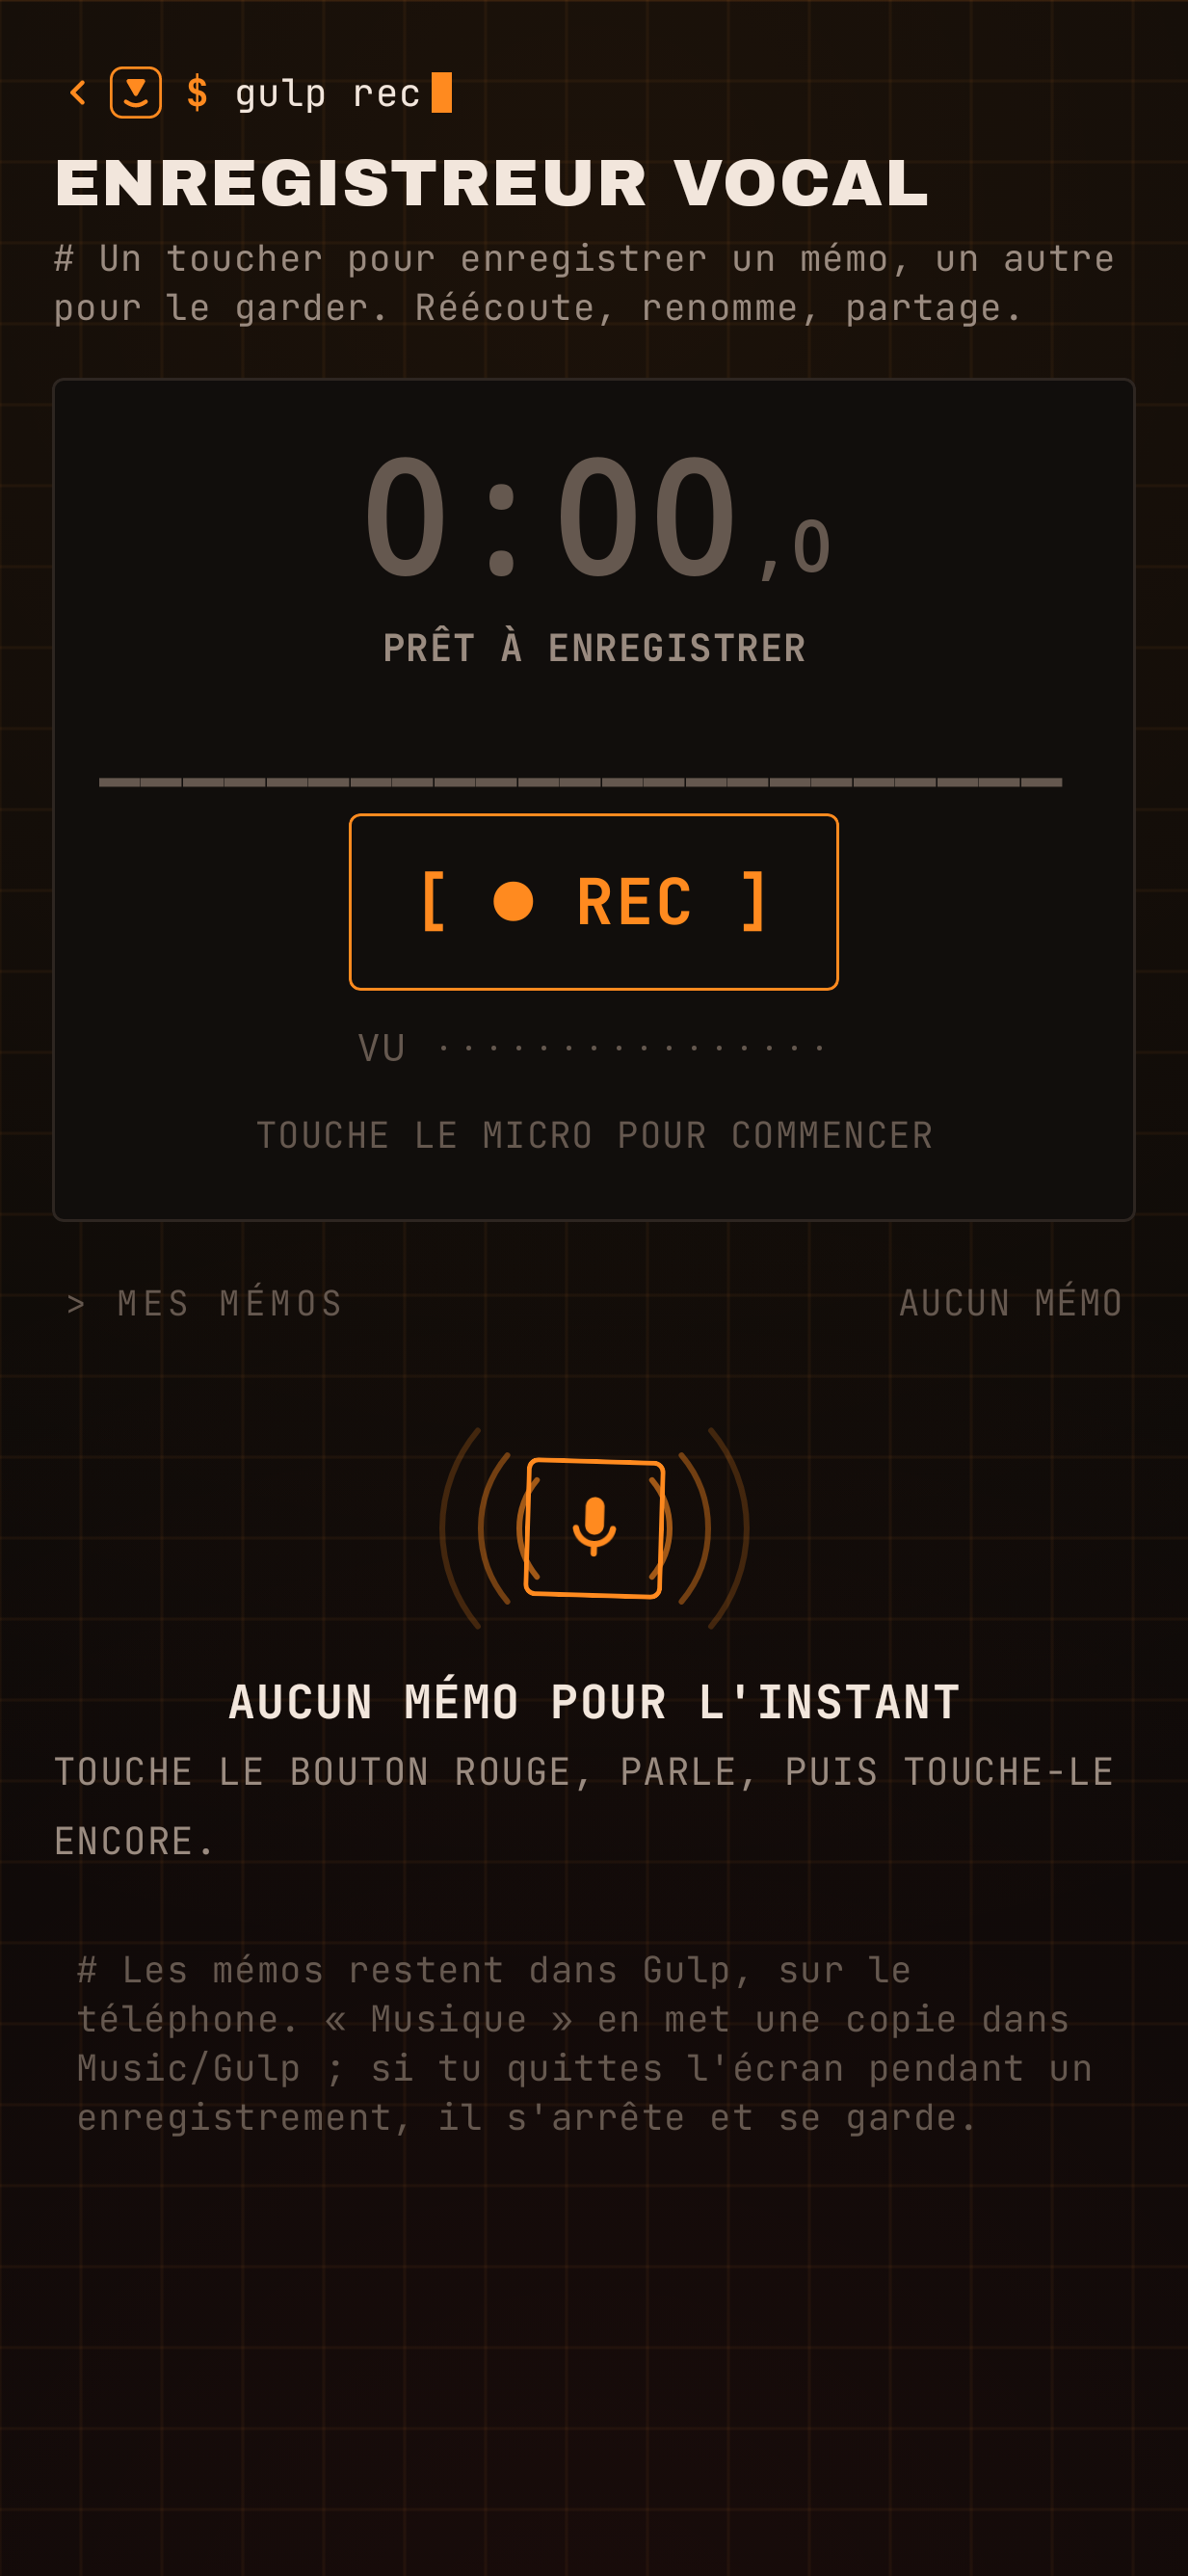 $ gulp rec
ENREGISTREUR VOCAL
# Un toucher pour enregistrer un mémo, un autre
pour le garder. Réécoute, renomme, partage.
0:00,0
PRÊT À ENREGISTRER
[ ● REC ]
VU ················
TOUCHE LE MICRO POUR COMMENCER
> MES MÉMOS
AUCUN MÉMO
AUCUN MÉMO POUR L'INSTANT
TOUCHE LE BOUTON ROUGE, PARLE, PUIS TOUCHE-LE
ENCORE.
# Les mémos restent dans Gulp, sur le
téléphone. « Musique » en met une copie dans
Music/Gulp ; si tu quittes l'écran pendant un
enregistrement, il s'arrête et se garde.